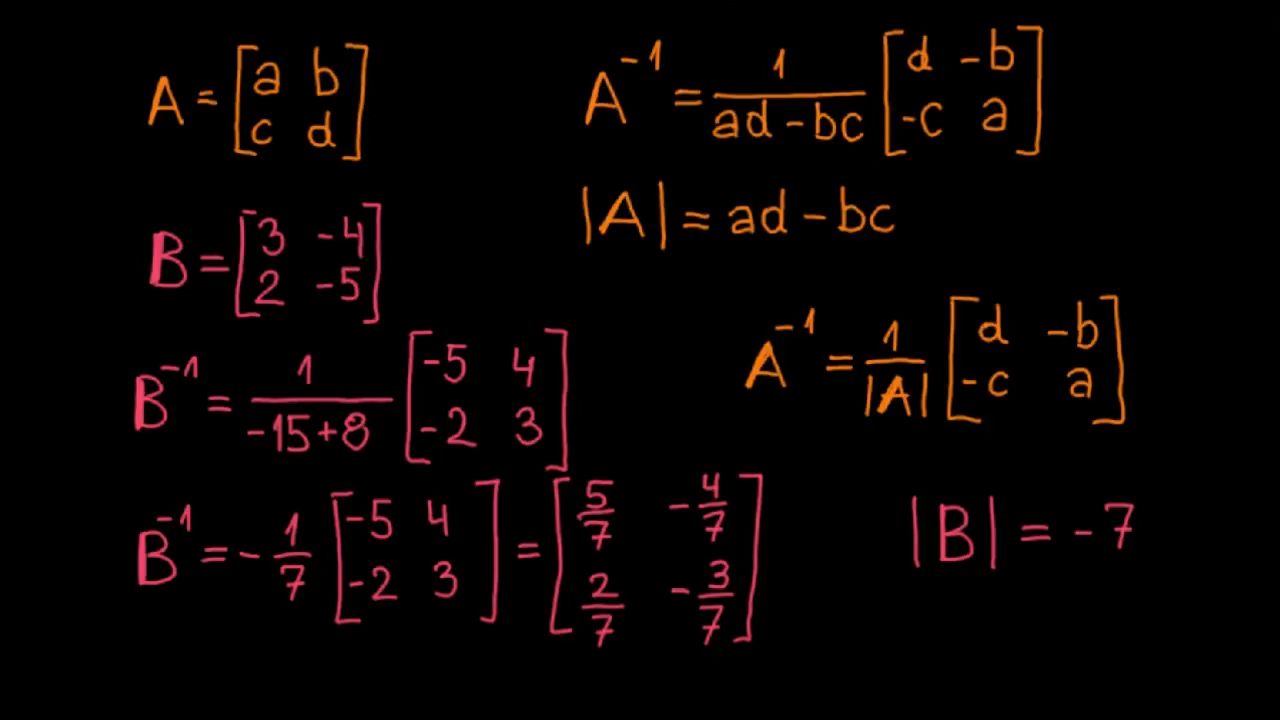 A = [a b; c d]
A⁻¹ = 1/(ad - bc) [d -b; -c a]
|A| = ad - bc
B = [3 -4; 2 -5]
A⁻¹ = 1/|A| [d -b; -c a]
B⁻¹ = 1/(-15+8) [-5 4; -2 3]
B⁻¹ = -1/7 [-5 4; -2 3] = [5/7 -4/7; 2/7 -3/7]
|B| = -7